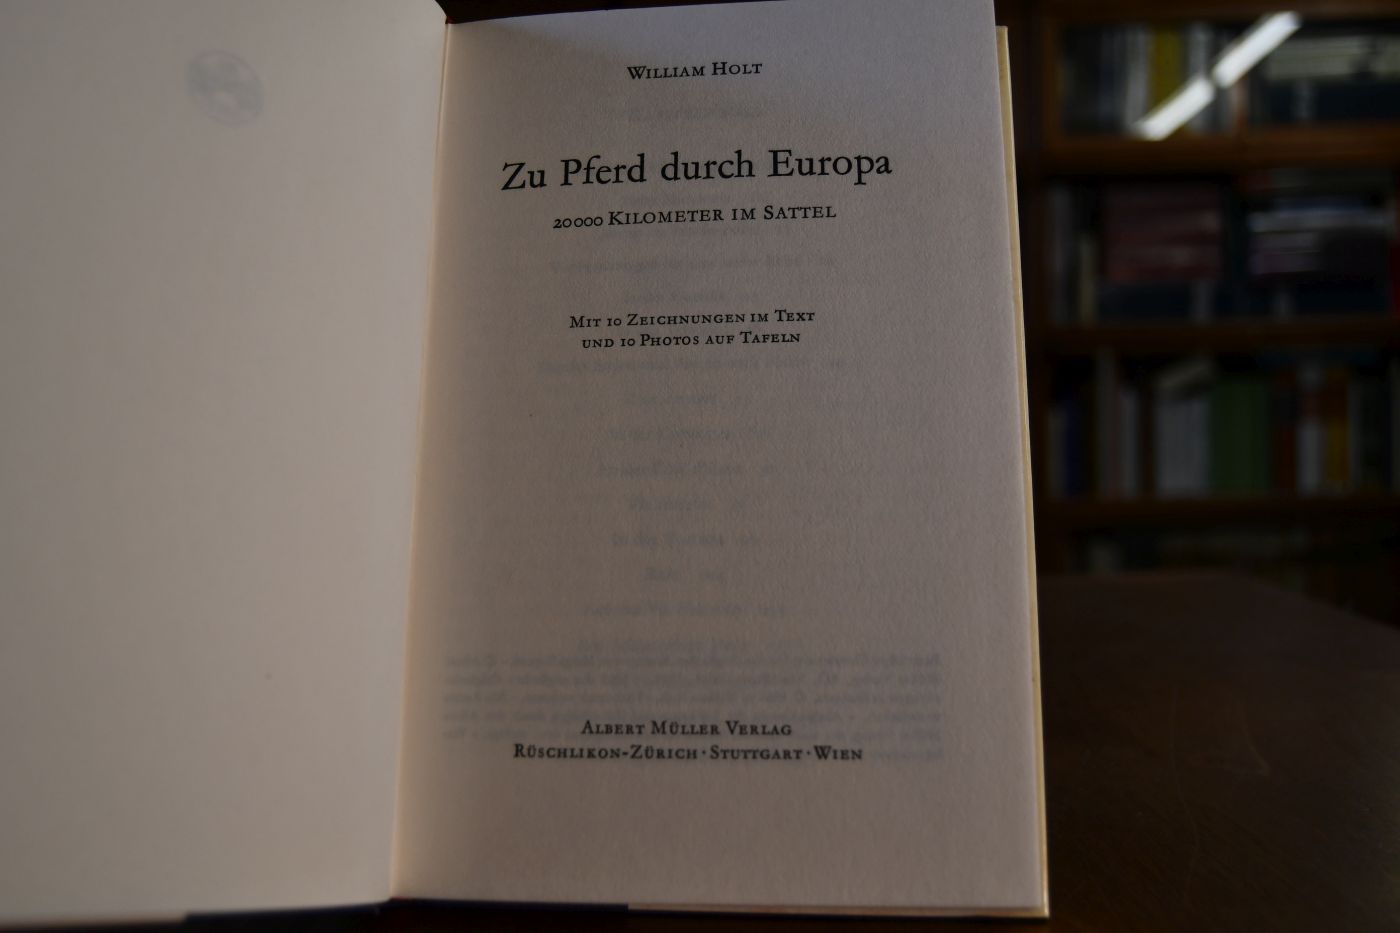 William Holt
Zu Pferd durch Europa
20000 Kilometer im Sattel
Mit 10 Zeichnungen im Text
und 10 Photos auf Tafeln
Albert Müller Verlag
Rüschlikon-Zürich · Stuttgart · Wien